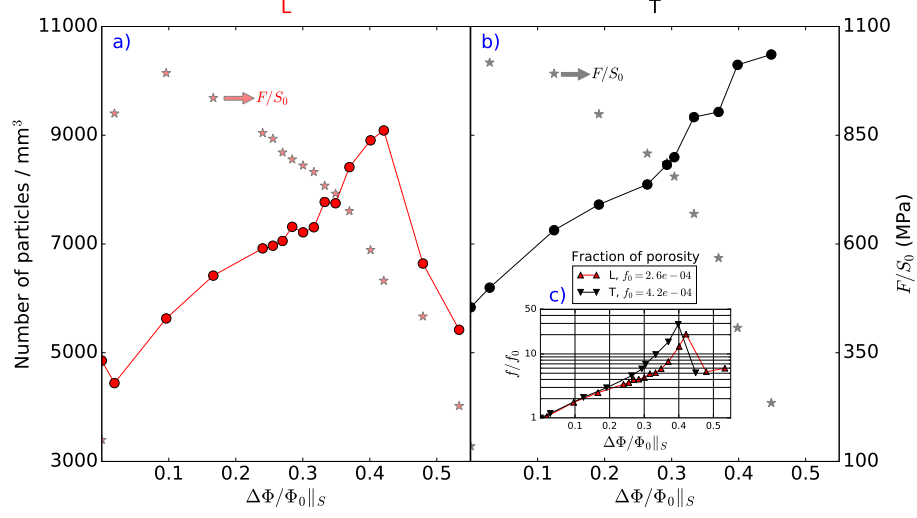 L
T
11000
9000
7000
5000
3000
Number of particles / mm³
a)
F/S₀
0.1 0.2 0.3 0.4 0.5
ΔΦ/Φ₀‖_S
b)
F/S₀
Fraction of porosity
L, f₀=2.6e−04
T, f₀=4.2e−04
c)
50
10
1
f/f₀
0.1 0.2 0.3 0.4 0.5
ΔΦ/Φ₀‖_S
0.1 0.2 0.3 0.4 0.5
ΔΦ/Φ₀‖_S
1100
850
600
350
100
F/S₀ (MPa)